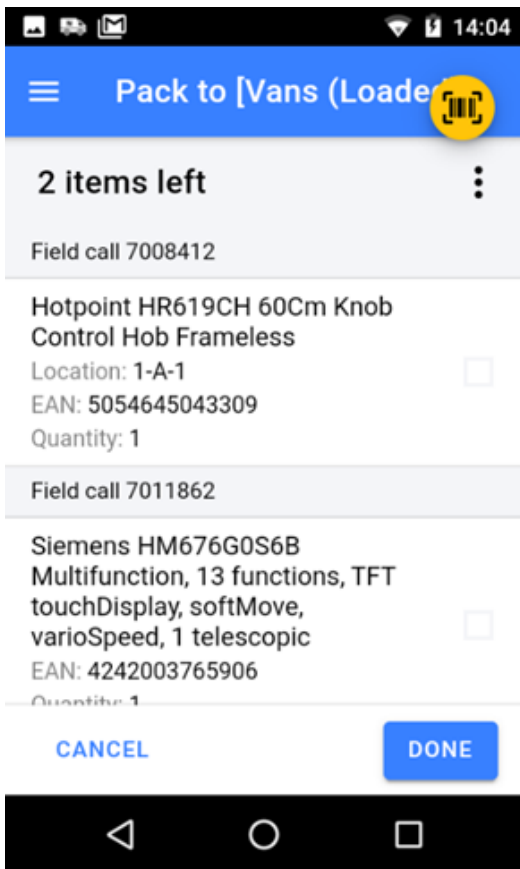 14:04
Pack to [Vans (Loade
2 items left
Field call 7008412
Hotpoint HR619CH 60Cm Knob
Control Hob Frameless
Location: 1-A-1
EAN: 5054645043309
Quantity: 1
Field call 7011862
Siemens HM676G0S6B
Multifunction, 13 functions, TFT
touchDisplay, softMove,
varioSpeed, 1 telescopic
EAN: 4242003765906
Quantity: 1
CANCEL
DONE